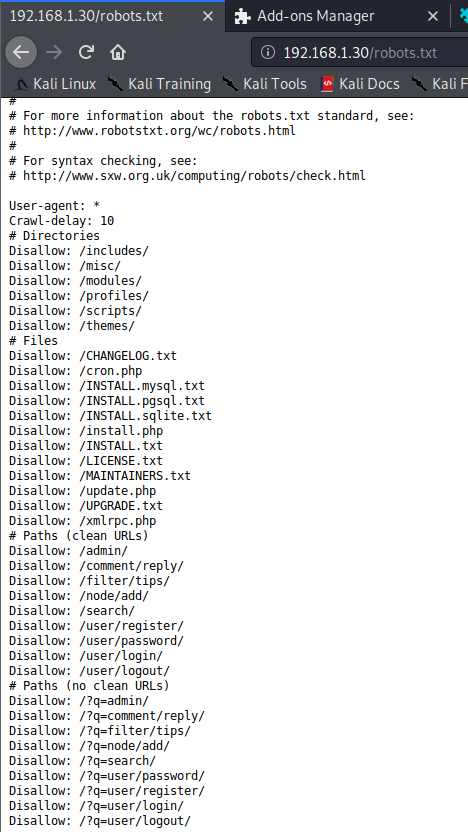 192.168.1.30/robots.txt
Add-ons Manager
192.168.1.30/robots.txt
Kali Linux
Kali Training
Kali Tools
Kali Docs
Kali F
#
# For more information about the robots.txt standard, see:
# http://www.robotstxt.org/wc/robots.html
#
# For syntax checking, see:
# http://www.sxw.org.uk/computing/robots/check.html
User-agent: *
Crawl-delay: 10
# Directories
Disallow: /includes/
Disallow: /misc/
Disallow: /modules/
Disallow: /profiles/
Disallow: /scripts/
Disallow: /themes/
# Files
Disallow: /CHANGELOG.txt
Disallow: /cron.php
Disallow: /INSTALL.mysql.txt
Disallow: /INSTALL.pgsql.txt
Disallow: /INSTALL.sqlite.txt
Disallow: /install.php
Disallow: /INSTALL.txt
Disallow: /LICENSE.txt
Disallow: /MAINTAINERS.txt
Disallow: /update.php
Disallow: /UPGRADE.txt
Disallow: /xmlrpc.php
# Paths (clean URLs)
Disallow: /admin/
Disallow: /comment/reply/
Disallow: /filter/tips/
Disallow: /node/add/
Disallow: /search/
Disallow: /user/register/
Disallow: /user/password/
Disallow: /user/login/
Disallow: /user/logout/
# Paths (no clean URLs)
Disallow: /?q=admin/
Disallow: /?q=comment/reply/
Disallow: /?q=filter/tips/
Disallow: /?q=node/add/
Disallow: /?q=search/
Disallow: /?q=user/password/
Disallow: /?q=user/register/
Disallow: /?q=user/login/
Disallow: /?q=user/logout/